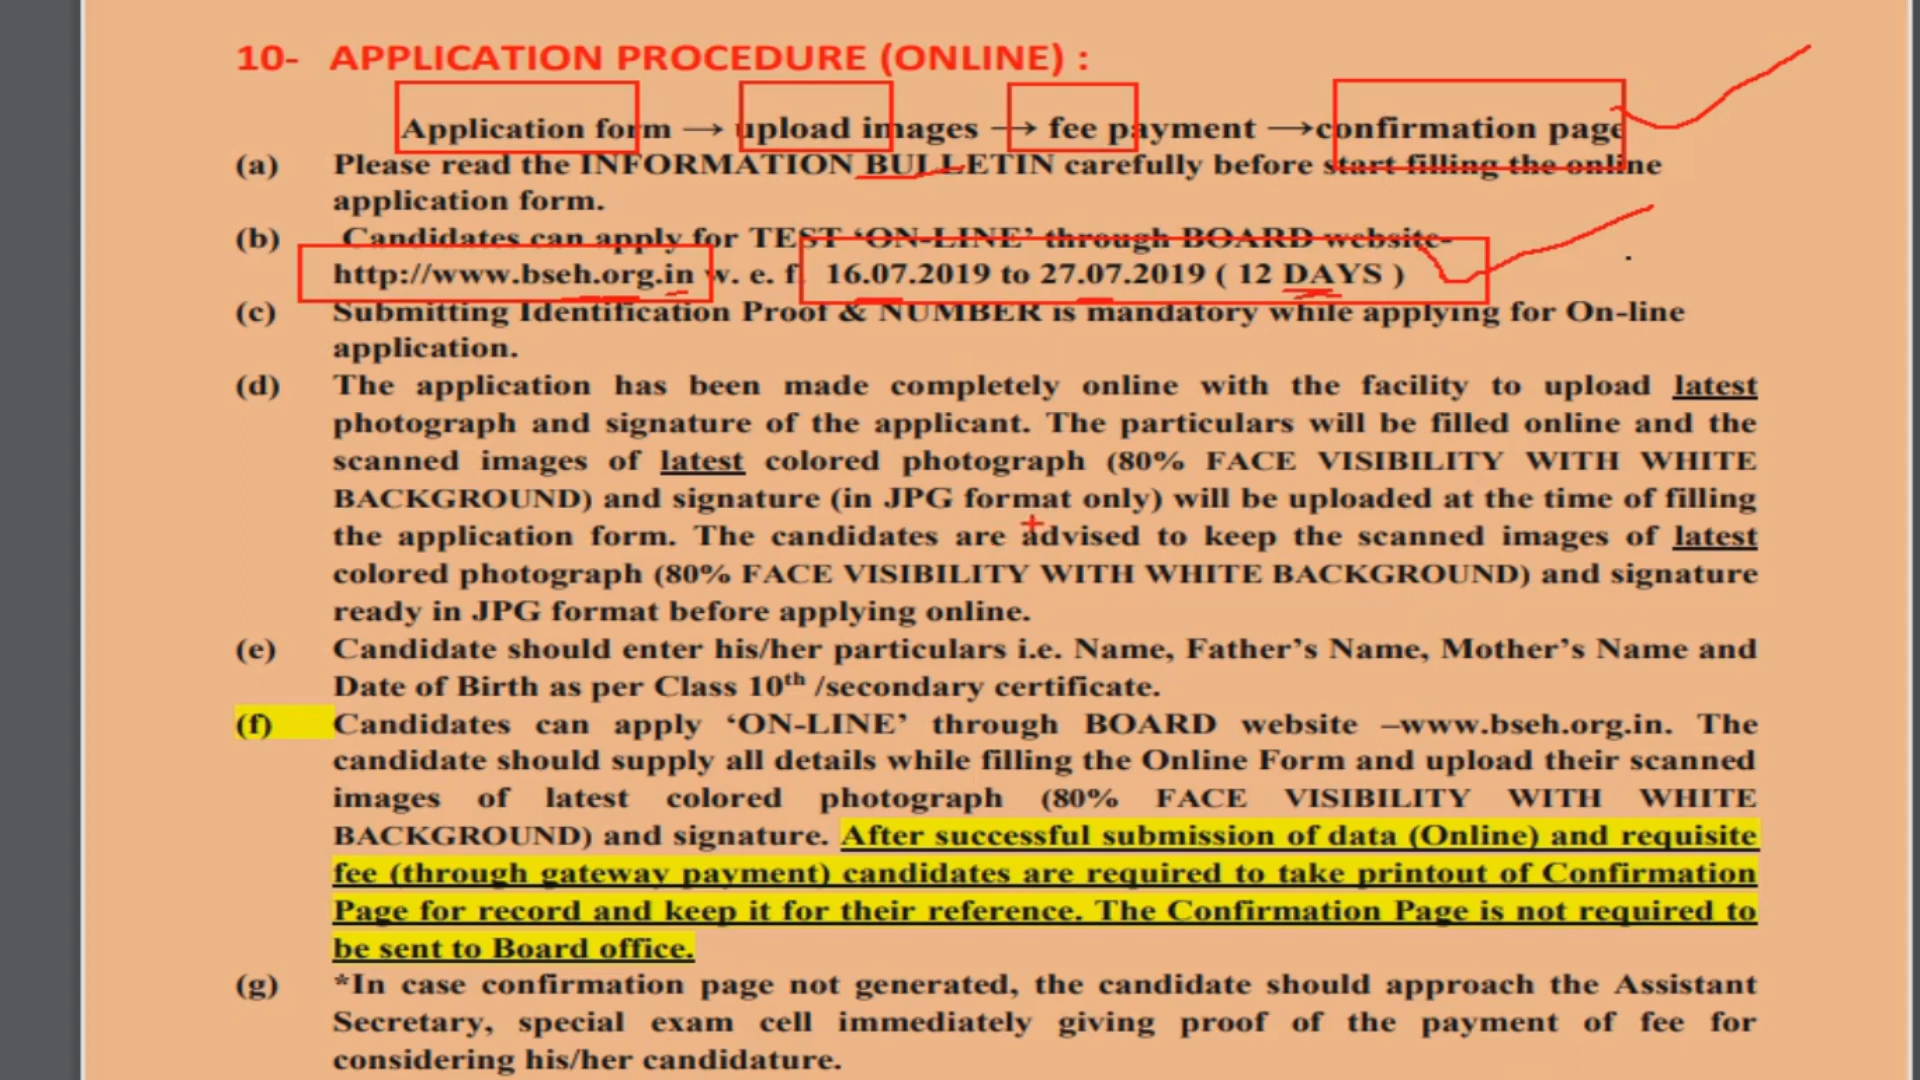 10- APPLICATION PROCEDURE (ONLINE) :
Application form → upload images → fee payment →confirmation page
(a) Please read the INFORMATION BULLETIN carefully before start filling the online
application form.
(b) Candidates can apply for TEST ‘ON-LINE’ through BOARD website-
http://www.bseh.org.in w. e. f. 16.07.2019 to 27.07.2019 ( 12 DAYS )
(c) Submitting Identification Proof & NUMBER is mandatory while applying for On-line
application.
(d) The application has been made completely online with the facility to upload latest
photograph and signature of the applicant. The particulars will be filled online and the
scanned images of latest colored photograph (80% FACE VISIBILITY WITH WHITE
BACKGROUND) and signature (in JPG format only) will be uploaded at the time of filling
the application form. The candidates are advised to keep the scanned images of latest
colored photograph (80% FACE VISIBILITY WITH WHITE BACKGROUND) and signature
ready in JPG format before applying online.
(e) Candidate should enter his/her particulars i.e. Name, Father’s Name, Mother’s Name and
Date of Birth as per Class 10th /secondary certificate.
(f) Candidates can apply ‘ON-LINE’ through BOARD website –www.bseh.org.in. The
candidate should supply all details while filling the Online Form and upload their scanned
images of latest colored photograph (80% FACE VISIBILITY WITH WHITE
BACKGROUND) and signature. After successful submission of data (Online) and requisite
fee (through gateway payment) candidates are required to take printout of Confirmation
Page for record and keep it for their reference. The Confirmation Page is not required to
be sent to Board office.
(g) *In case confirmation page not generated, the candidate should approach the Assistant
Secretary, special exam cell immediately giving proof of the payment of fee for
considering his/her candidature.